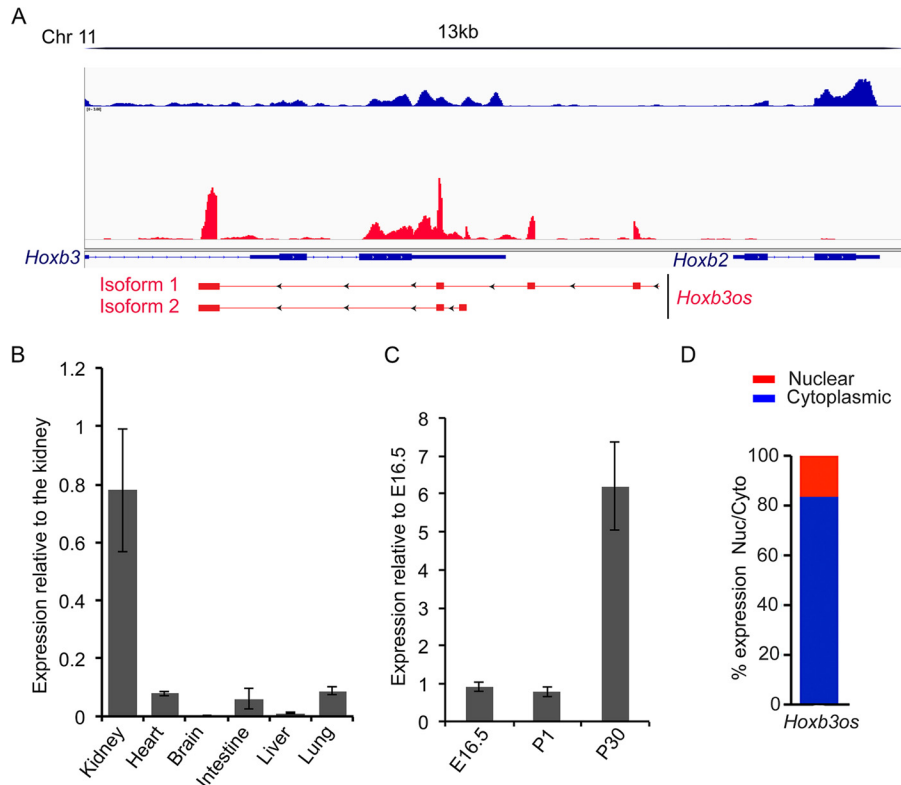 A
Chr 11
13kb
Hoxb3
Hoxb2
Isoform 1
Isoform 2
Hoxb3os
B
Expression relative to the kidney
1.2
1
0.8
0.6
0.4
0.2
0
Kidney
Heart
Brain
Intestine
Liver
Lung
C
Expression relative to E16.5
8
7
6
5
4
3
2
1
0
E16.5
P1
P30
D
Nuclear
Cytoplasmic
% expression Nuc/Cyto
100
80
60
40
20
0
Hoxb3os